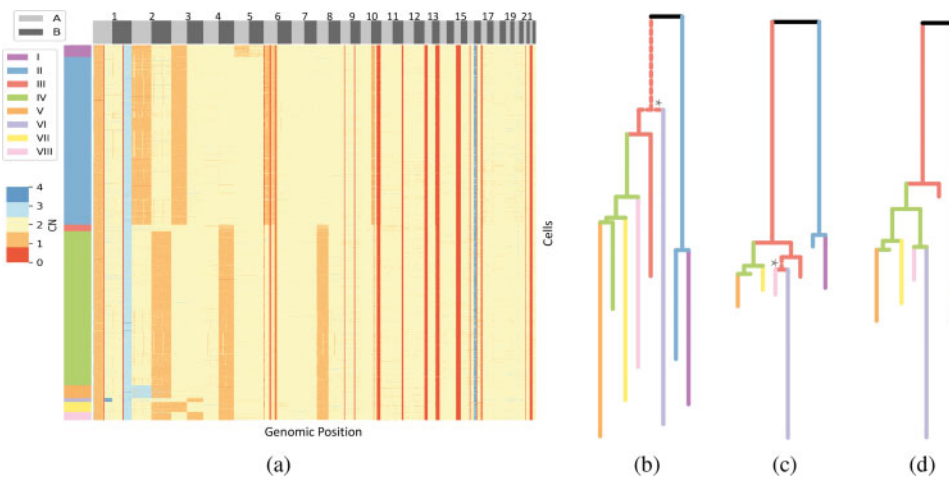 1 2 3 4 5 6 7 8 9 10 12 13 15 17 19 21
A
B
I
II
III
IV
V
VI
VII
VIII
4
3
2
1
0
CN
Cells
Genomic Position
*
*
(a) (b) (c) (d)